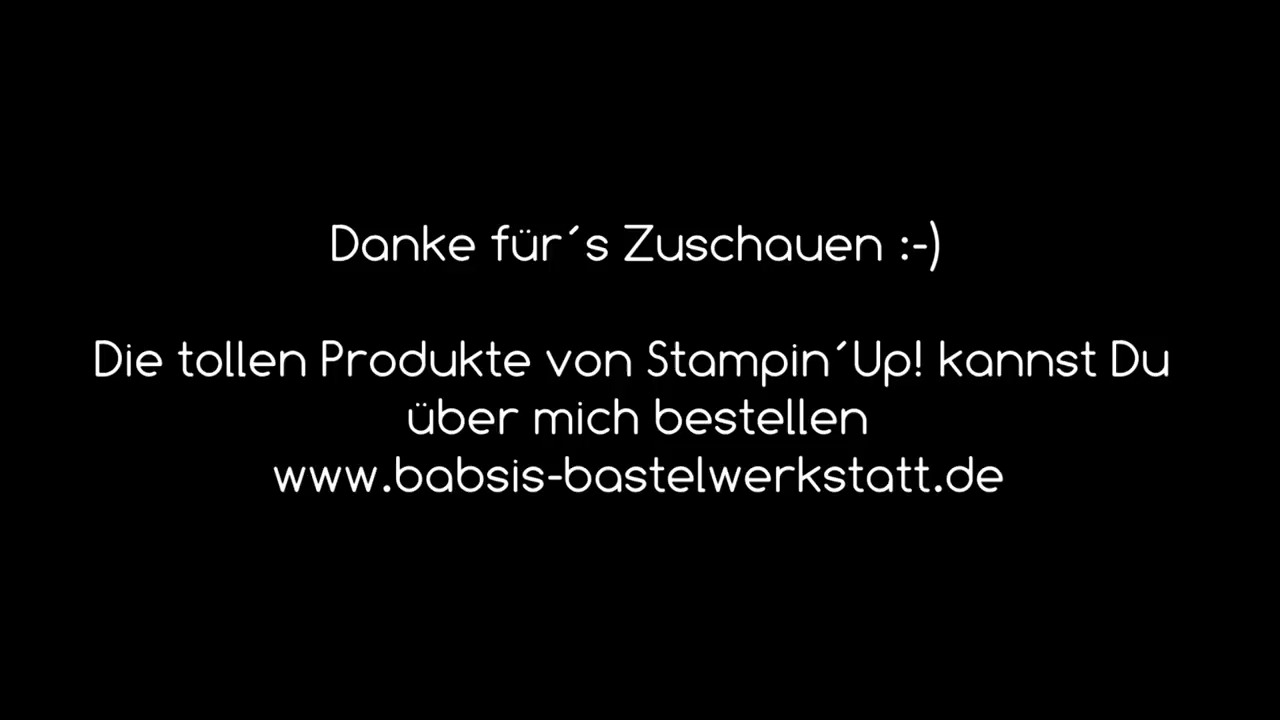 Danke für´s Zuschauen :-)
Die tollen Produkte von Stampin´Up! kannst Du
über mich bestellen
www.babsis-bastelwerkstatt.de